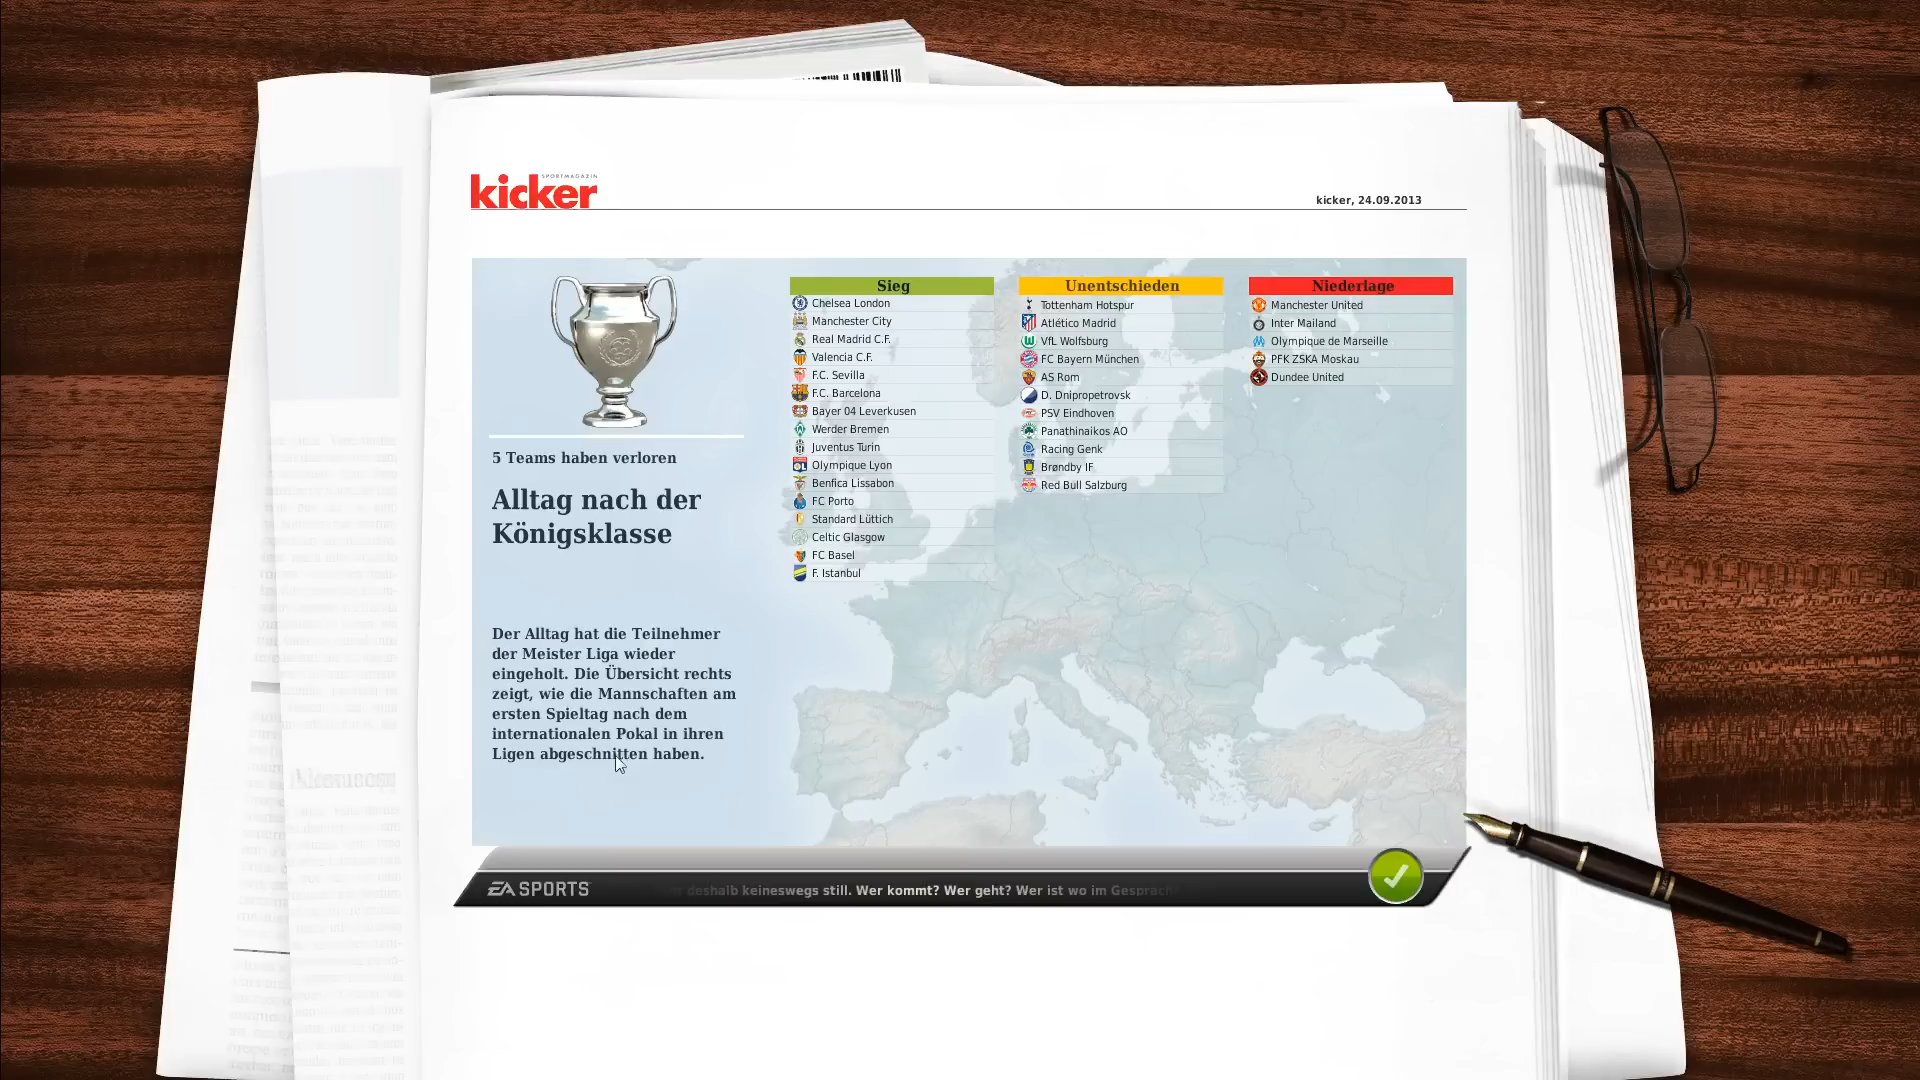 SPORTMAGAZIN
kicker
kicker, 24.09.2013
5 Teams haben verloren
Alltag nach der
Königsklasse
Der Alltag hat die Teilnehmer
der Meister Liga wieder
eingeholt. Die Übersicht rechts
zeigt, wie die Mannschaften am
ersten Spieltag nach dem
internationalen Pokal in ihren
Ligen abgeschnitten haben.
Sieg
Chelsea London
Manchester City
Real Madrid C.F.
Valencia C.F.
F.C. Sevilla
F.C. Barcelona
Bayer 04 Leverkusen
Werder Bremen
Juventus Turin
Olympique Lyon
Benfica Lissabon
FC Porto
Standard Lüttich
Celtic Glasgow
FC Basel
F. Istanbul
Unentschieden
Tottenham Hotspur
Atlético Madrid
VfL Wolfsburg
FC Bayern München
AS Rom
D. Dnipropetrovsk
PSV Eindhoven
Panathinaikos AO
Racing Genk
Brøndby IF
Red Bull Salzburg
Niederlage
Manchester United
Inter Mailand
Olympique de Marseille
PFK ZSKA Moskau
Dundee United
EA SPORTS
deshalb keineswegs still. Wer kommt? Wer geht? Wer ist wo im Gespräch